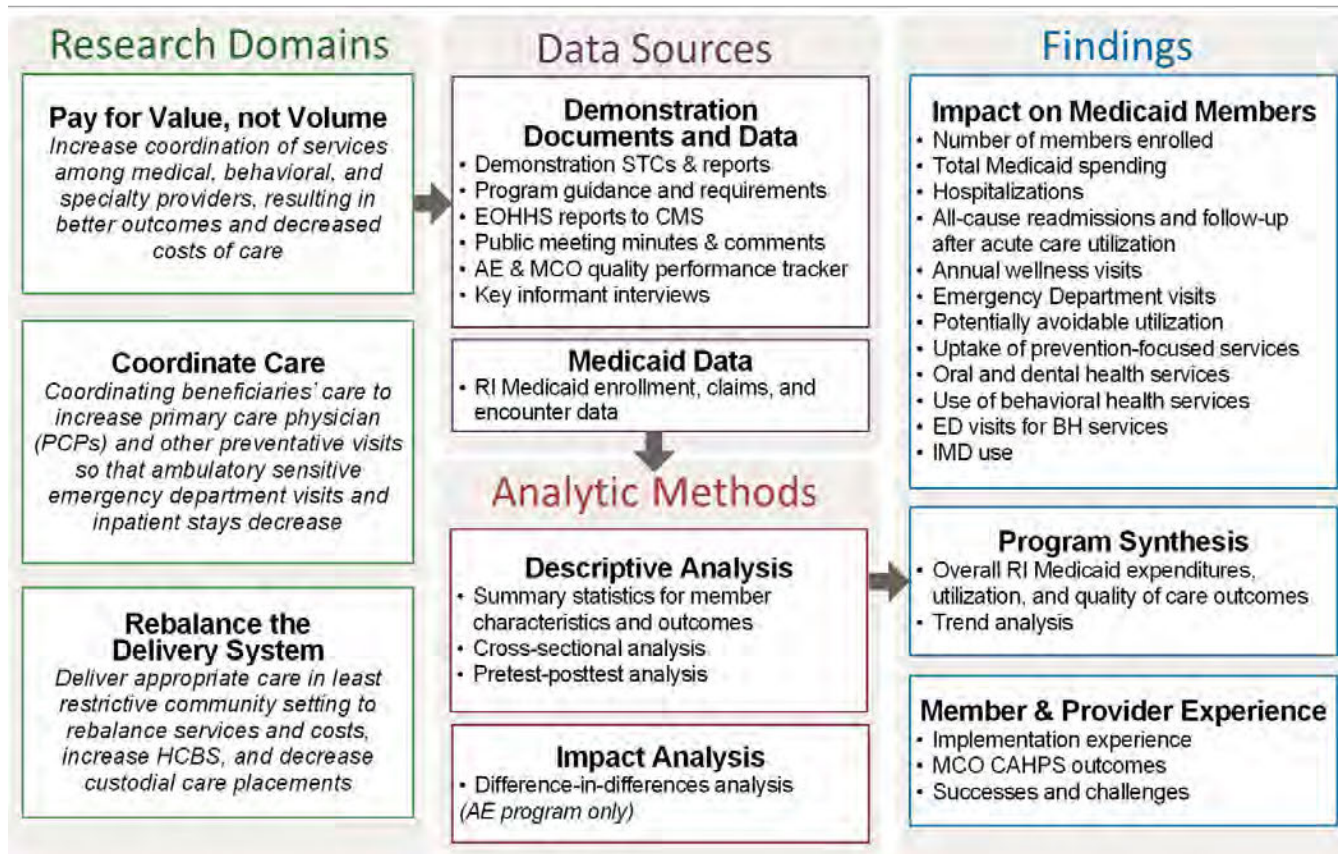 Research Domains
Pay for Value, not Volume
Increase coordination of services
among medical, behavioral, and
specialty providers, resulting in
better outcomes and decreased
costs of care
Coordinate Care
Coordinating beneficiaries' care to
increase primary care physician
(PCPs) and other preventative visits
so that ambulatory sensitive
emergency department visits and
inpatient stays decrease
Rebalance the
Delivery System
Deliver appropriate care in least
restrictive community setting to
rebalance services and costs,
increase HCBS, and decrease
custodial care placements
Data Sources
Demonstration
Documents and Data
• Demonstration STCs & reports
• Program guidance and requirements
• EOHHS reports to CMS
• Public meeting minutes & comments
• AE & MCO quality performance tracker
• Key informant interviews
Medicaid Data
• RI Medicaid enrollment, claims, and
encounter data
Analytic Methods
Descriptive Analysis
• Summary statistics for member
characteristics and outcomes
• Cross-sectional analysis
• Pretest-posttest analysis
Impact Analysis
• Difference-in-differences analysis
(AE program only)
Findings
Impact on Medicaid Members
• Number of members enrolled
• Total Medicaid spending
• Hospitalizations
• All-cause readmissions and follow-up
after acute care utilization
• Annual wellness visits
• Emergency Department visits
• Potentially avoidable utilization
• Uptake of prevention-focused services
• Oral and dental health services
• Use of behavioral health services
• ED visits for BH services
• IMD use
Program Synthesis
• Overall RI Medicaid expenditures,
utilization, and quality of care outcomes
• Trend analysis
Member & Provider Experience
• Implementation experience
• MCO CAHPS outcomes
• Successes and challenges